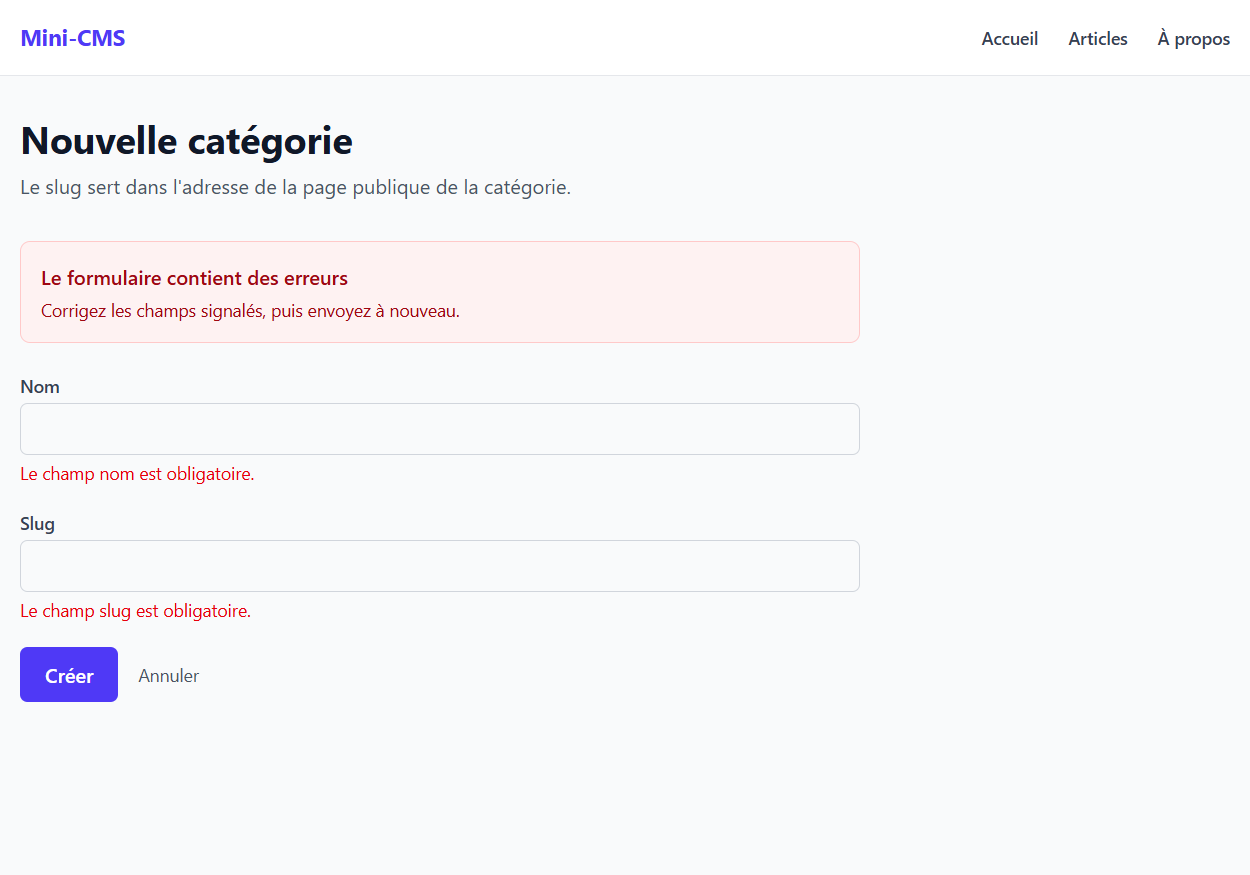 Mini-CMS
Accueil
Articles
À propos
Nouvelle catégorie
Le slug sert dans l'adresse de la page publique de la catégorie.
Le formulaire contient des erreurs
Corrigez les champs signalés, puis envoyez à nouveau.
Nom
Le champ nom est obligatoire.
Slug
Le champ slug est obligatoire.
Créer
Annuler